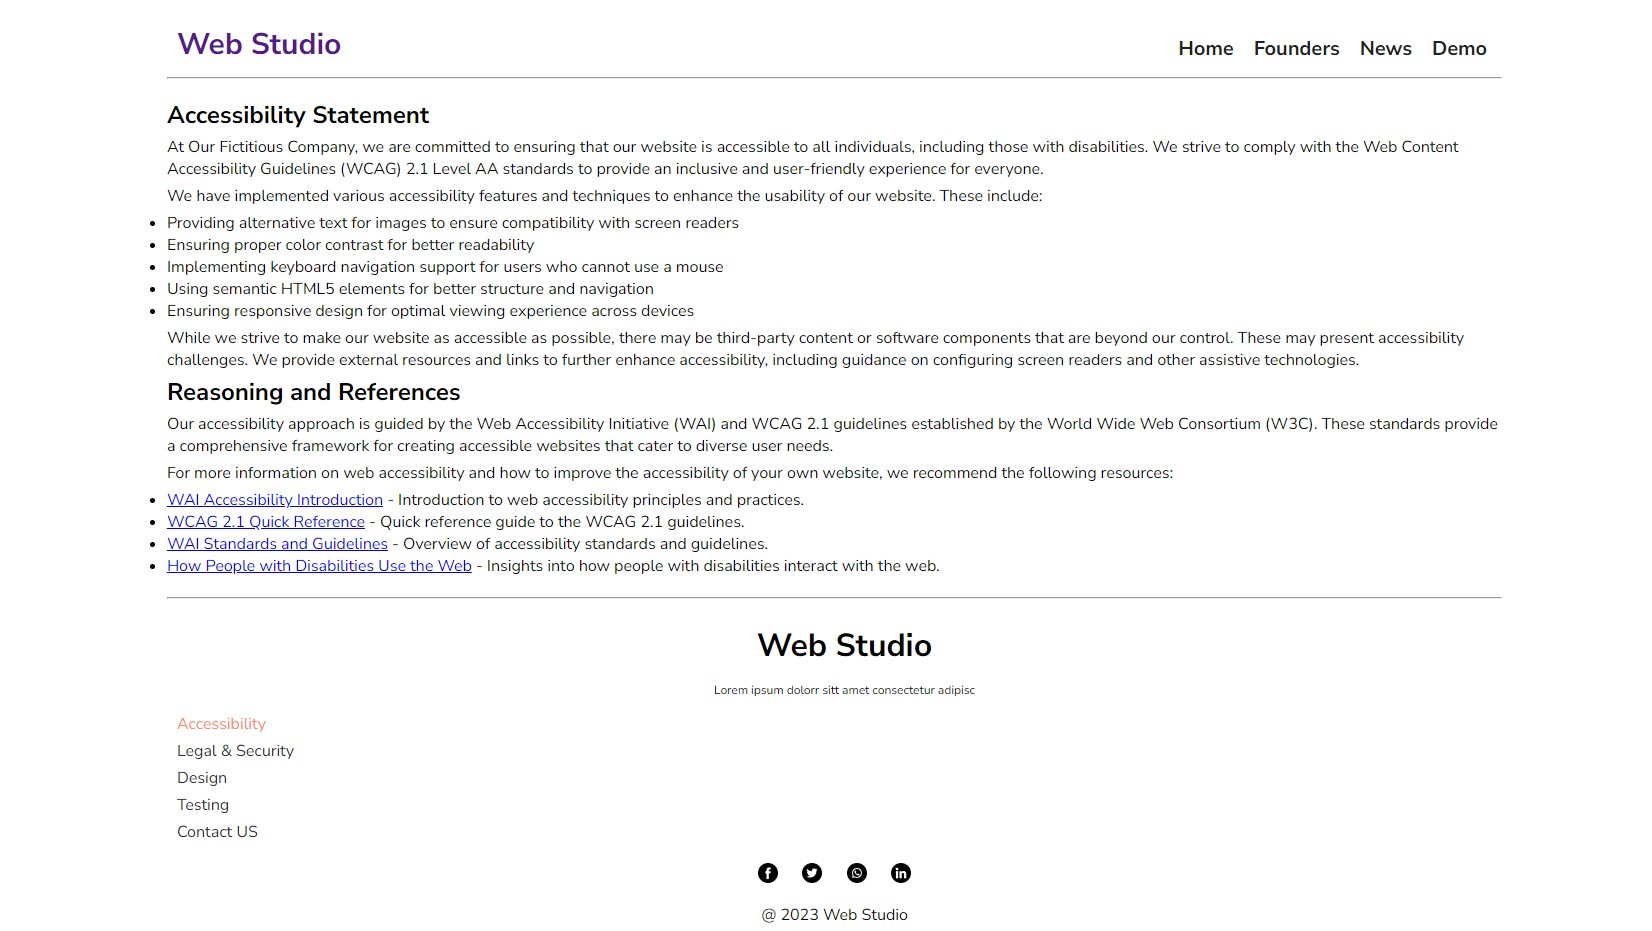 Web Studio
Home Founders News Demo
Accessibility Statement
At Our Fictitious Company, we are committed to ensuring that our website is accessible to all individuals, including those with disabilities. We strive to comply with the Web Content
Accessibility Guidelines (WCAG) 2.1 Level AA standards to provide an inclusive and user-friendly experience for everyone.
We have implemented various accessibility features and techniques to enhance the usability of our website. These include:
• Providing alternative text for images to ensure compatibility with screen readers
• Ensuring proper color contrast for better readability
• Implementing keyboard navigation support for users who cannot use a mouse
• Using semantic HTML5 elements for better structure and navigation
• Ensuring responsive design for optimal viewing experience across devices
While we strive to make our website as accessible as possible, there may be third-party content or software components that are beyond our control. These may present accessibility
challenges. We provide external resources and links to further enhance accessibility, including guidance on configuring screen readers and other assistive technologies.
Reasoning and References
Our accessibility approach is guided by the Web Accessibility Initiative (WAI) and WCAG 2.1 guidelines established by the World Wide Web Consortium (W3C). These standards provide
a comprehensive framework for creating accessible websites that cater to diverse user needs.
For more information on web accessibility and how to improve the accessibility of your own website, we recommend the following resources:
• WAI Accessibility Introduction - Introduction to web accessibility principles and practices.
• WCAG 2.1 Quick Reference - Quick reference guide to the WCAG 2.1 guidelines.
• WAI Standards and Guidelines - Overview of accessibility standards and guidelines.
• How People with Disabilities Use the Web - Insights into how people with disabilities interact with the web.
Web Studio
Lorem ipsum dolorr sitt amet consectetur adipisc
Accessibility
Legal & Security
Design
Testing
Contact US
@ 2023 Web Studio